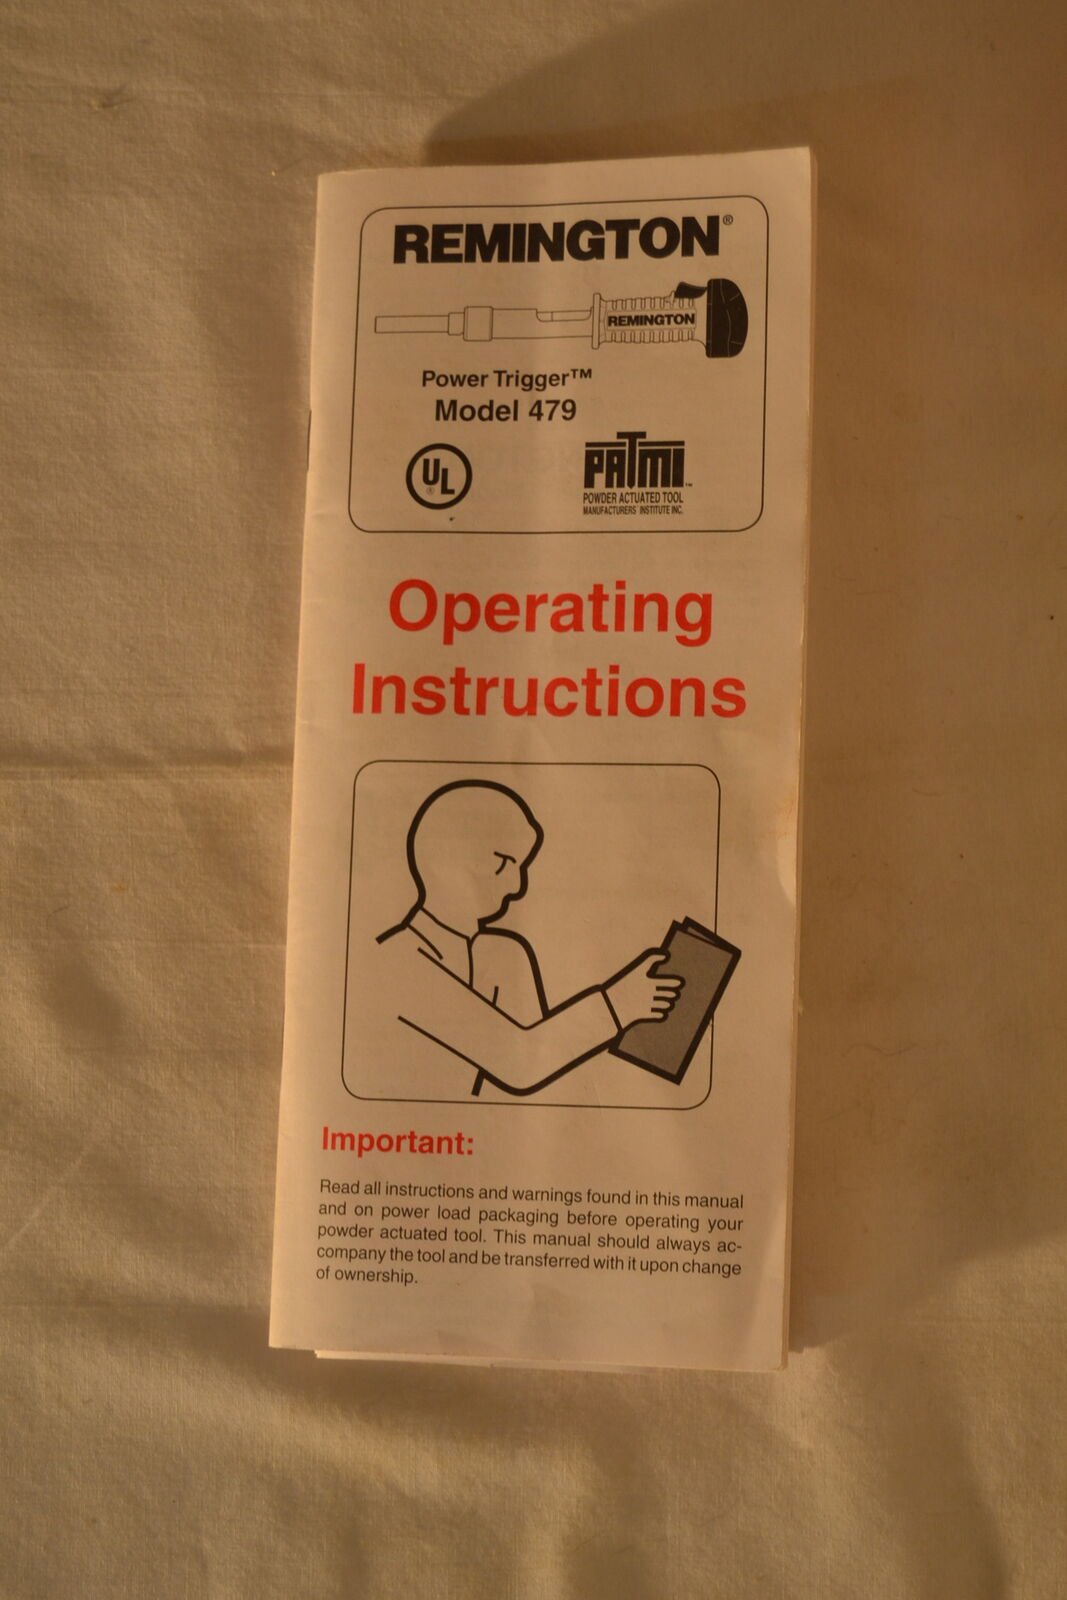 REMINGTON®
REMINGTON
Power Trigger™
Model 479
UL
®
PATMI™
POWDER ACTUATED TOOL
MANUFACTURERS INSTITUTE INC.
Operating
Instructions
Important:
Read all instructions and warnings found in this manual
and on power load packaging before operating your
powder actuated tool. This manual should always ac-
company the tool and be transferred with it upon change
of ownership.